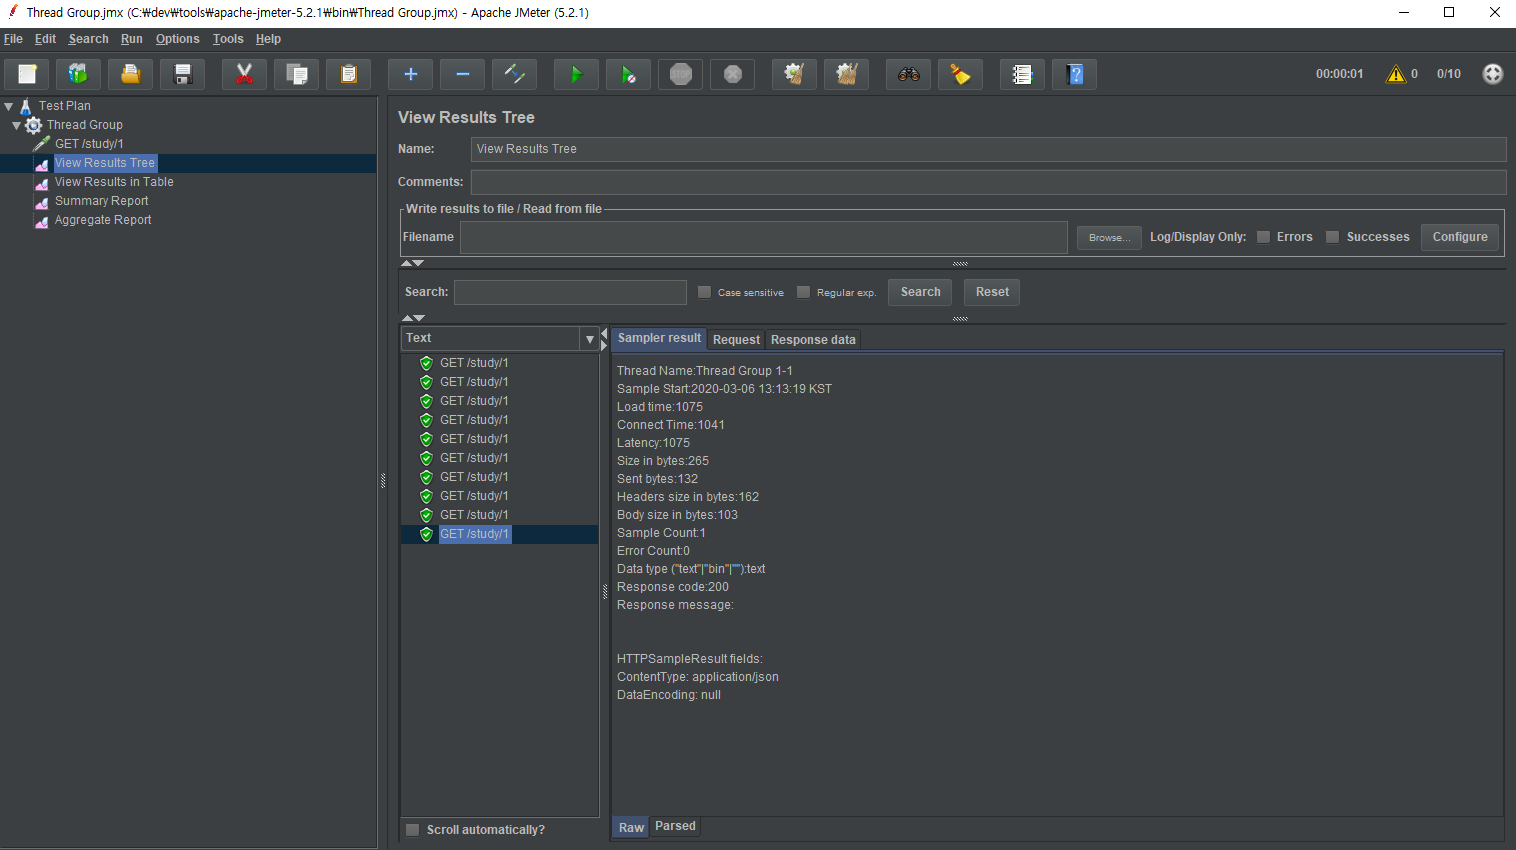 Thread Group.jmx (C:₩dev₩tools₩apache-jmeter-5.2.1₩bin₩Thread Group.jmx) - Apache JMeter (5.2.1)
File Edit Search Run Options Tools Help
STOP
00:00:01 0 0/10
Test Plan
Thread Group
GET /study/1
View Results Tree
View Results in Table
Summary Report
Aggregate Report
View Results Tree
Name: View Results Tree
Comments:
Write results to file / Read from file
Filename Browse... Log/Display Only: Errors Successes Configure
Search: Case sensitive Regular exp. Search Reset
Text
GET /study/1
GET /study/1
GET /study/1
GET /study/1
GET /study/1
GET /study/1
GET /study/1
GET /study/1
GET /study/1
GET /study/1
Scroll automatically?
Sampler result Request Response data
Thread Name:Thread Group 1-1
Sample Start:2020-03-06 13:13:19 KST
Load time:1075
Connect Time:1041
Latency:1075
Size in bytes:265
Sent bytes:132
Headers size in bytes:162
Body size in bytes:103
Sample Count:1
Error Count:0
Data type ("text"|"bin"|""):text
Response code:200
Response message:
HTTPSampleResult fields:
ContentType: application/json
DataEncoding: null
Raw Parsed